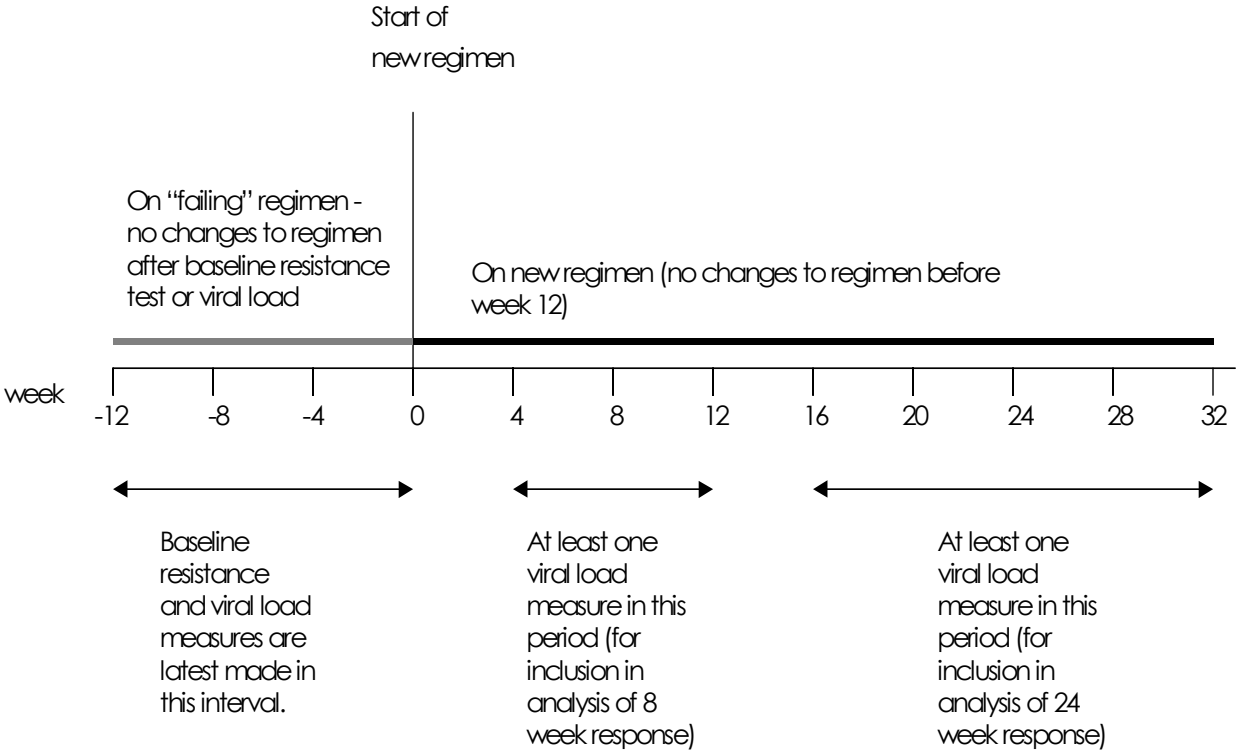 Start of
new regimen
On “failing” regimen -
no changes to regimen
after baseline resistance
test or viral load
On new regimen (no changes to regimen before
week 12)
week
-12 -8 -4 0 4 8 12 16 20 24 28 32
Baseline
resistance
and viral load
measures are
latest made in
this interval.
At least one
viral load
measure in this
period (for
inclusion in
analysis of 8
week response)
At least one
viral load
measure in this
period (for
inclusion in
analysis of 24
week response)